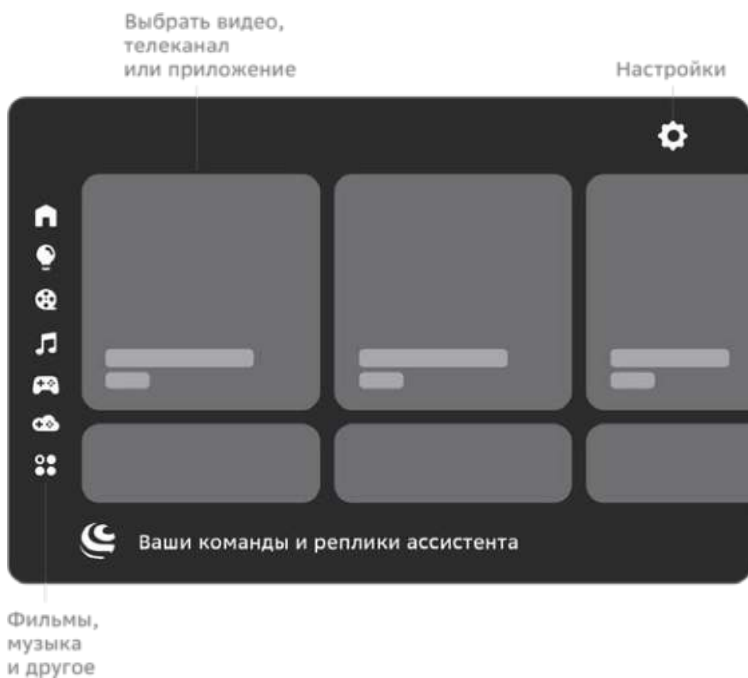 Выбрать видео,
телеканал
или приложение
Настройки
Ваши команды и реплики ассистента
Фильмы,
музыка
и другое